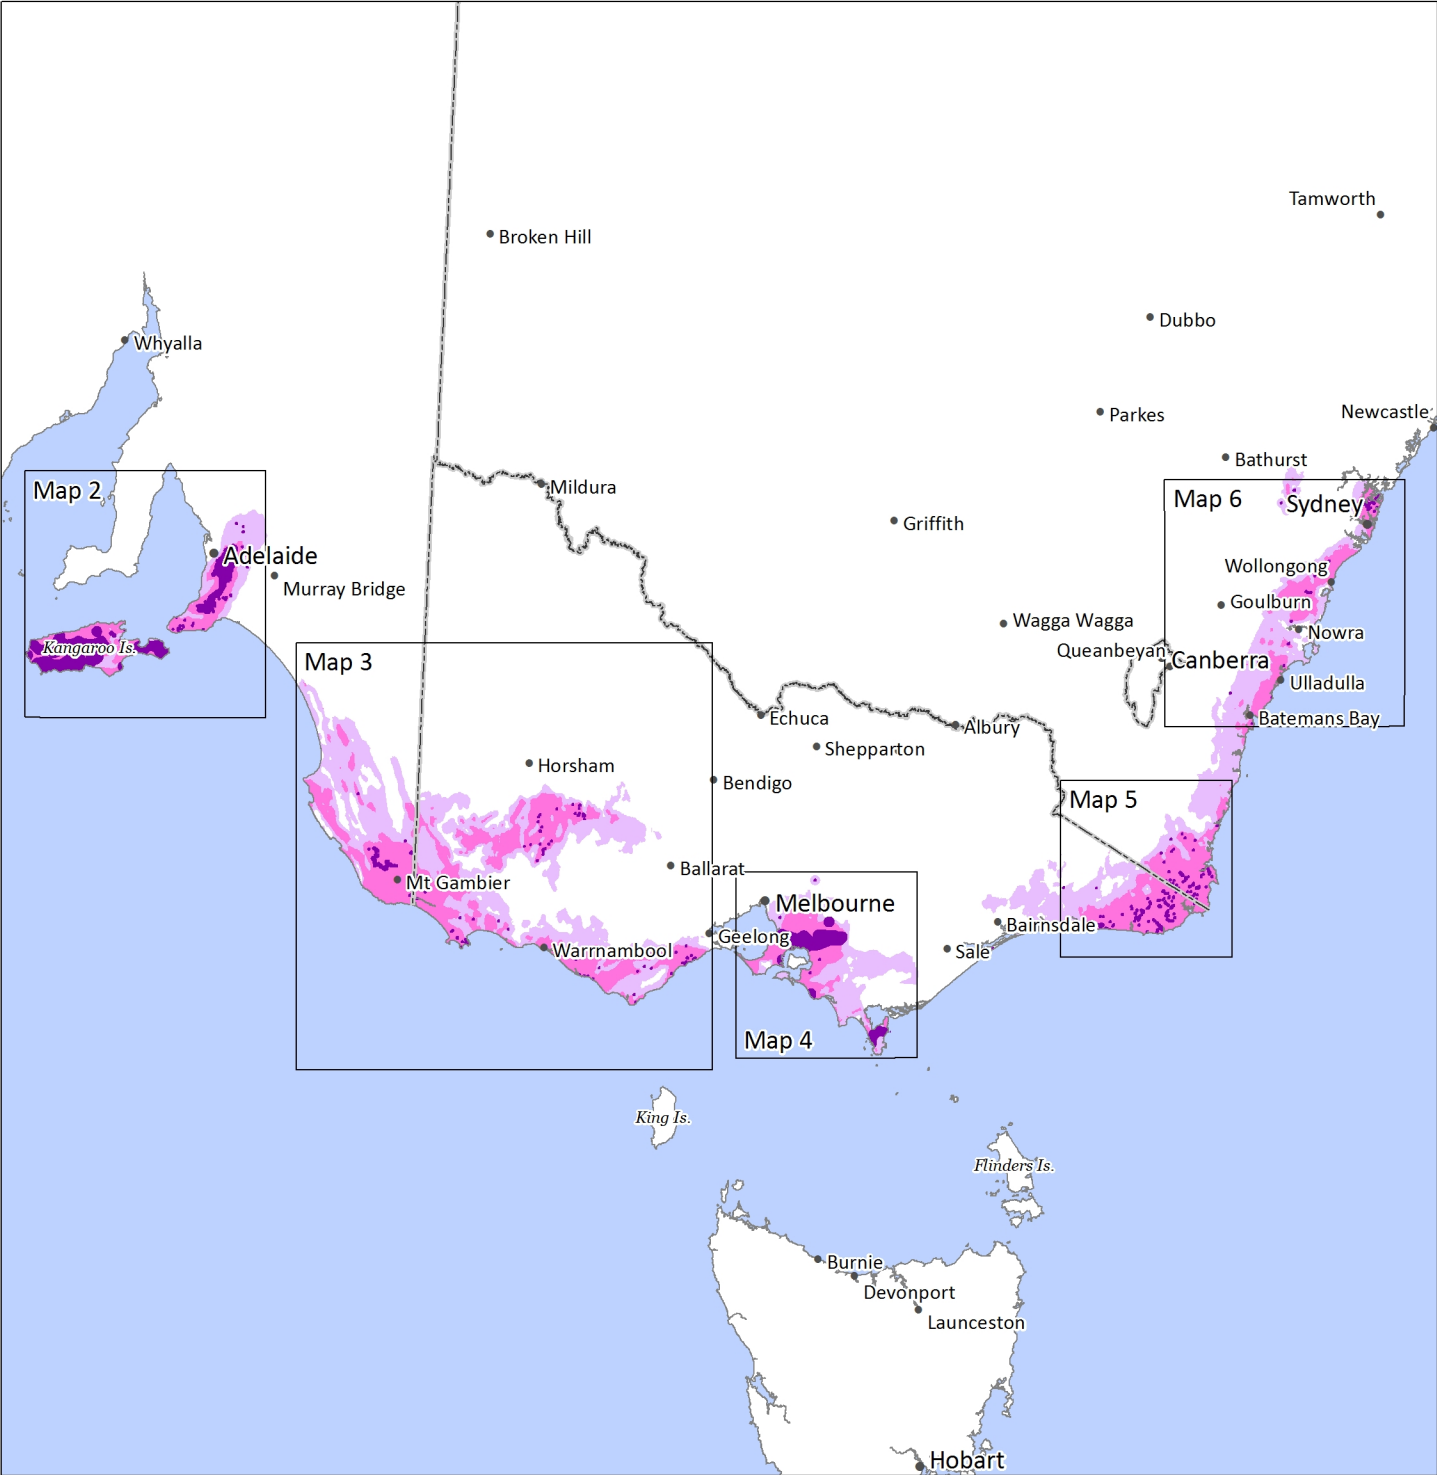 Tamworth
Broken Hill
Dubbo
Whyalla
Newcastle
Parkes
Bathurst
Map 2
Mildura
Map 6
Sydney
Griffith
Adelaide
Wollongong
Murray Bridge
Goulburn
Wagga Wagga
Nowra
Kangaroo Is.
Queanbeyan
Canberra
Map 3
Ulladulla
Echuca
Albury
Batemans Bay
Shepparton
Horsham
Bendigo
Map 5
Ballarat
Mt Gambier
Melbourne
Bairnsdale
Geelong
Warrnambool
Sale
Map 4
King Is.
Flinders Is.
Burnie
Devonport
Launceston
Hobart